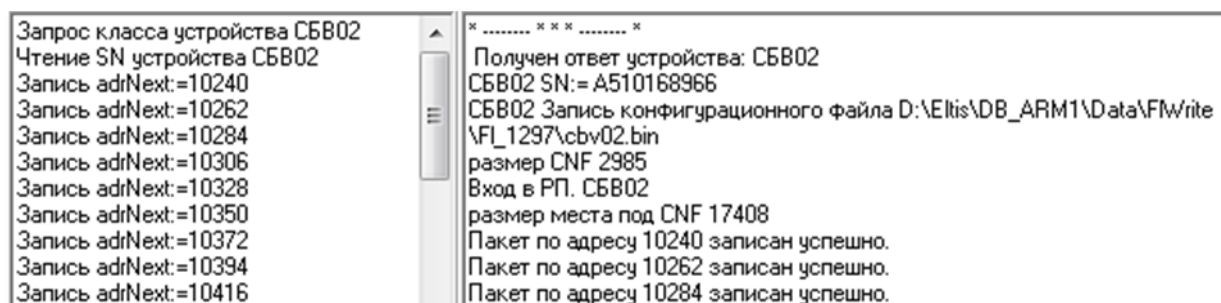 Запрос класса устройства СБВ02
Чтение SN устройства СБВ02
Запись adrNext:=10240
Запись adrNext:=10262
Запись adrNext:=10284
Запись adrNext:=10306
Запись adrNext:=10328
Запись adrNext:=10350
Запись adrNext:=10372
Запись adrNext:=10394
Запись adrNext:=10416
* ........ * * * ........ *
Получен ответ устройства: СБВ02
СБВ02 SN:= A510168966
СБВ02 Запись конфигурационного файла D:\Eltis\DB_ARM1\Data\FlWrite
\Fl_1297\cbv02.bin
размер CNF 2985
Вход в РП. СБВ02
размер места под CNF 17408
Пакет по адресу 10240 записан успешно.
Пакет по адресу 10262 записан успешно.
Пакет по адресу 10284 записан успешно.